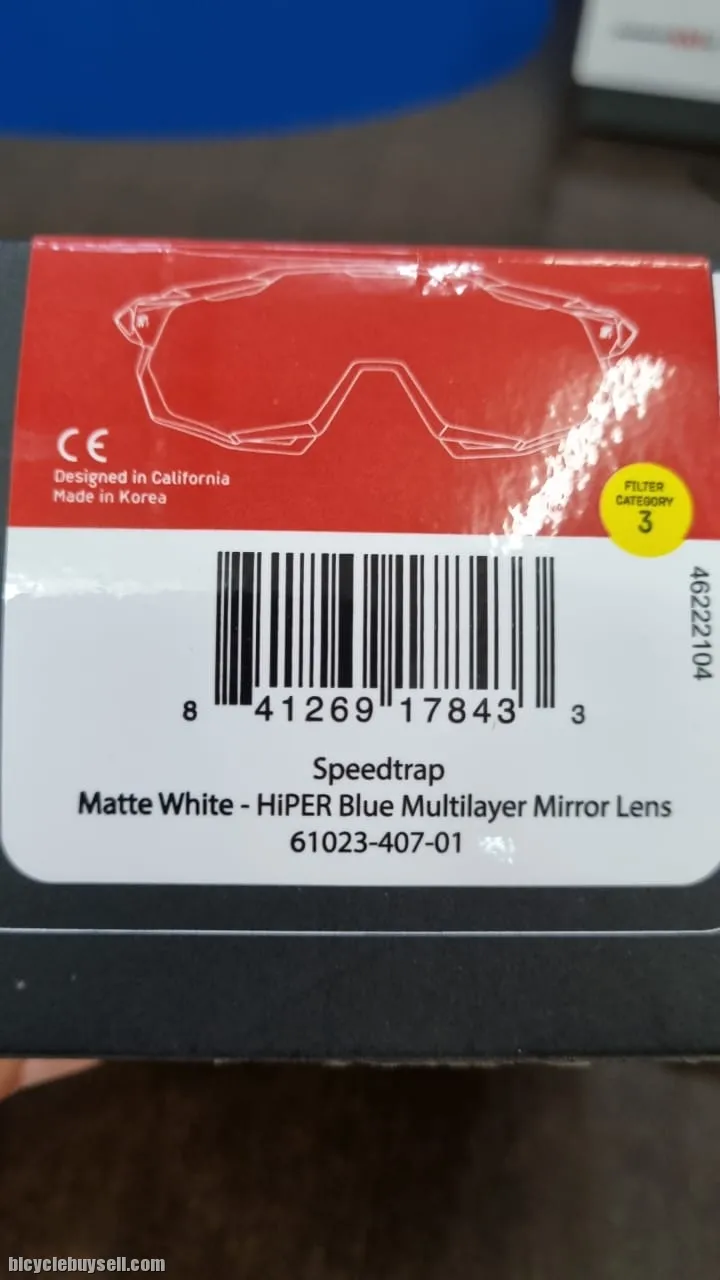 CE
Designed in California
Made in Korea
FILTER
CATEGORY
3
46222104
8 41269 17843 3
Speedtrap
Matte White - HiPER Blue Multilayer Mirror Lens
61023-407-01
bicyclebuysell.com